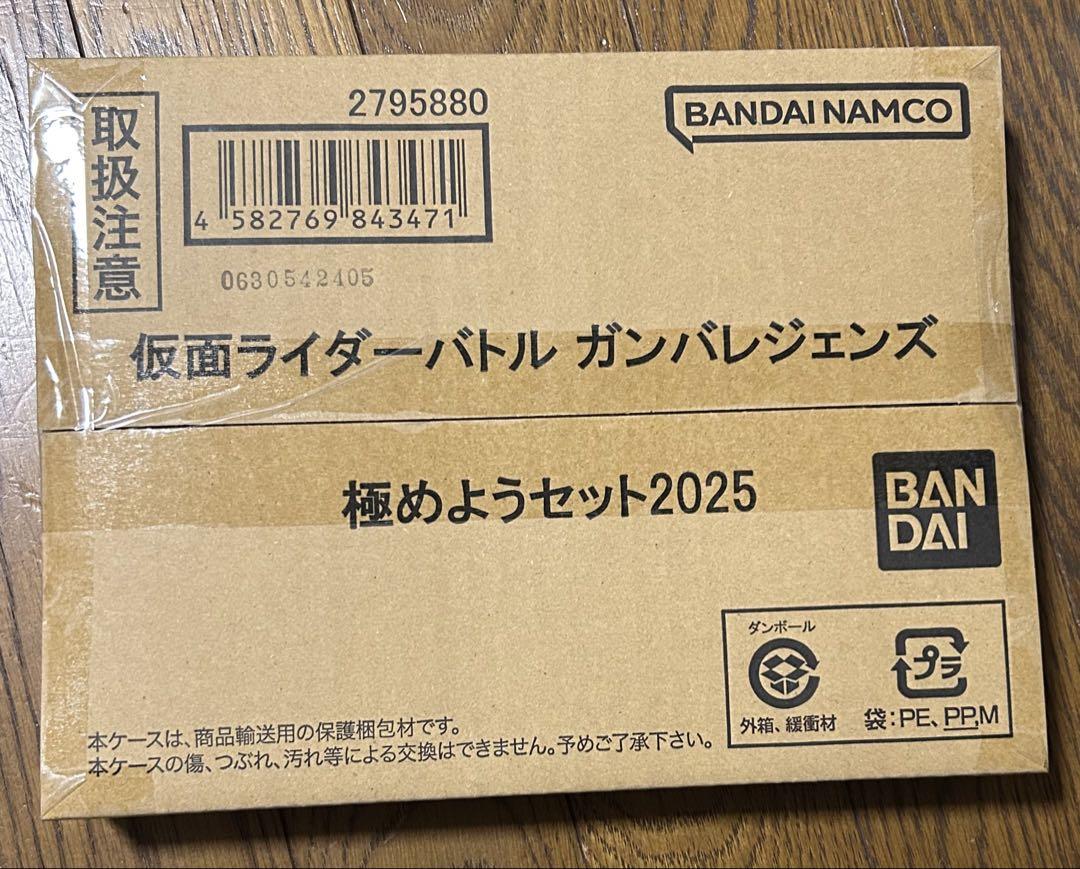 取扱注意
2795880
4 582769 843471
0630542405
BANDAI NAMCO
仮面ライダーバトル ガンバレジェンズ
極めようセット2025
BAN
DAI
ダンボール
プラ
外箱、緩衝材
袋:PE、PP,M
本ケースは、商品輸送用の保護梱包材です。
本ケースの傷、つぶれ、汚れ等による交換はできません。予めご了承下さい。